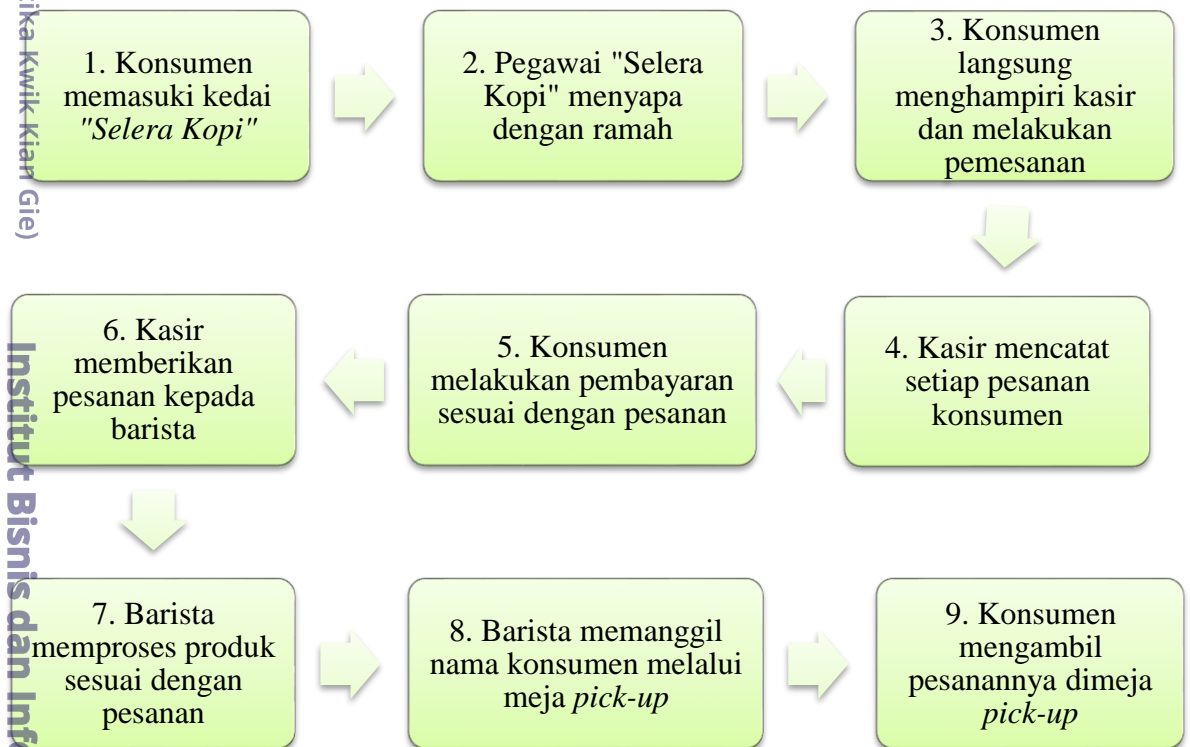 1. Konsumen
memasuki kedai
"Selera Kopi"
2. Pegawai "Selera
Kopi" menyapa
dengan ramah
3. Konsumen
langsung
menghampiri kasir
dan melakukan
pemesanan
4. Kasir mencatat
setiap pesanan
konsumen
5. Konsumen
melakukan pembayaran
sesuai dengan pesanan
6. Kasir
memberikan
pesanan kepada
barista
7. Barista
memproses produk
sesuai dengan
pesanan
8. Barista memanggil
nama konsumen melalui
meja pick-up
9. Konsumen
mengambil
pesanannya dimeja
pick-up
Kwik Kian Gie)
Institut Bisnis dan